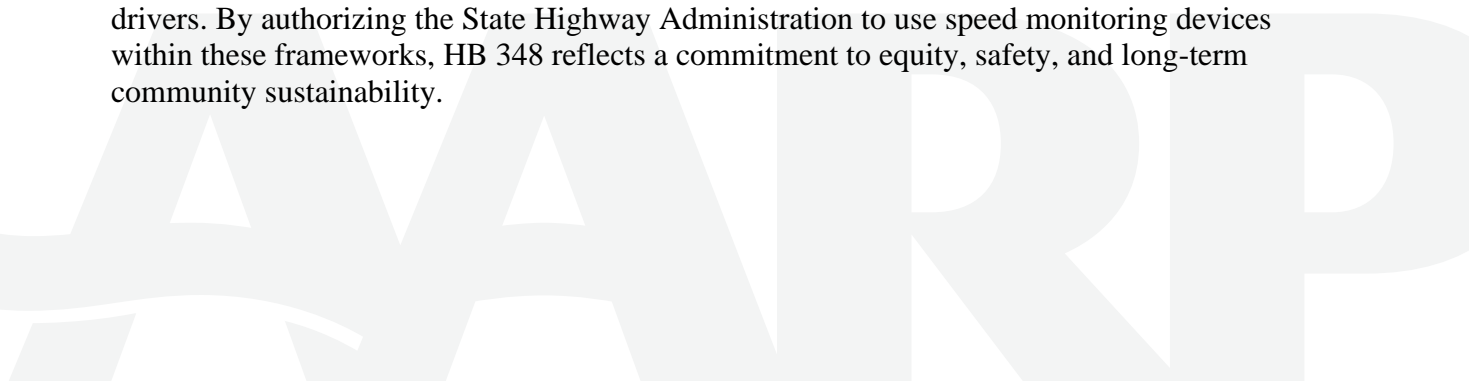 drivers. By authorizing the State Highway Administration to use speed monitoring devices
within these frameworks, HB 348 reflects a commitment to equity, safety, and long-term
community sustainability.
AARP